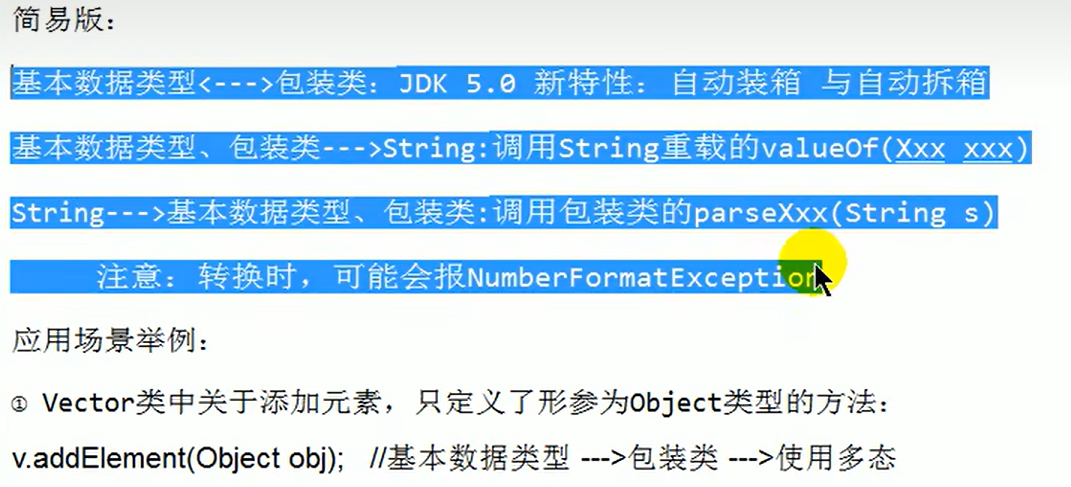 简易版：
基本数据类型<--->包装类：JDK 5.0 新特性：自动装箱 与自动拆箱
基本数据类型、包装类--->String:调用String重载的valueOf(Xxx xxx)
String--->基本数据类型、包装类:调用包装类的parseXxx(String s)
注意：转换时，可能会报NumberFormatException
应用场景举例：
① Vector类中关于添加元素，只定义了形参为Object类型的方法：
v.addElement(Object obj); //基本数据类型 --->包装类 --->使用多态